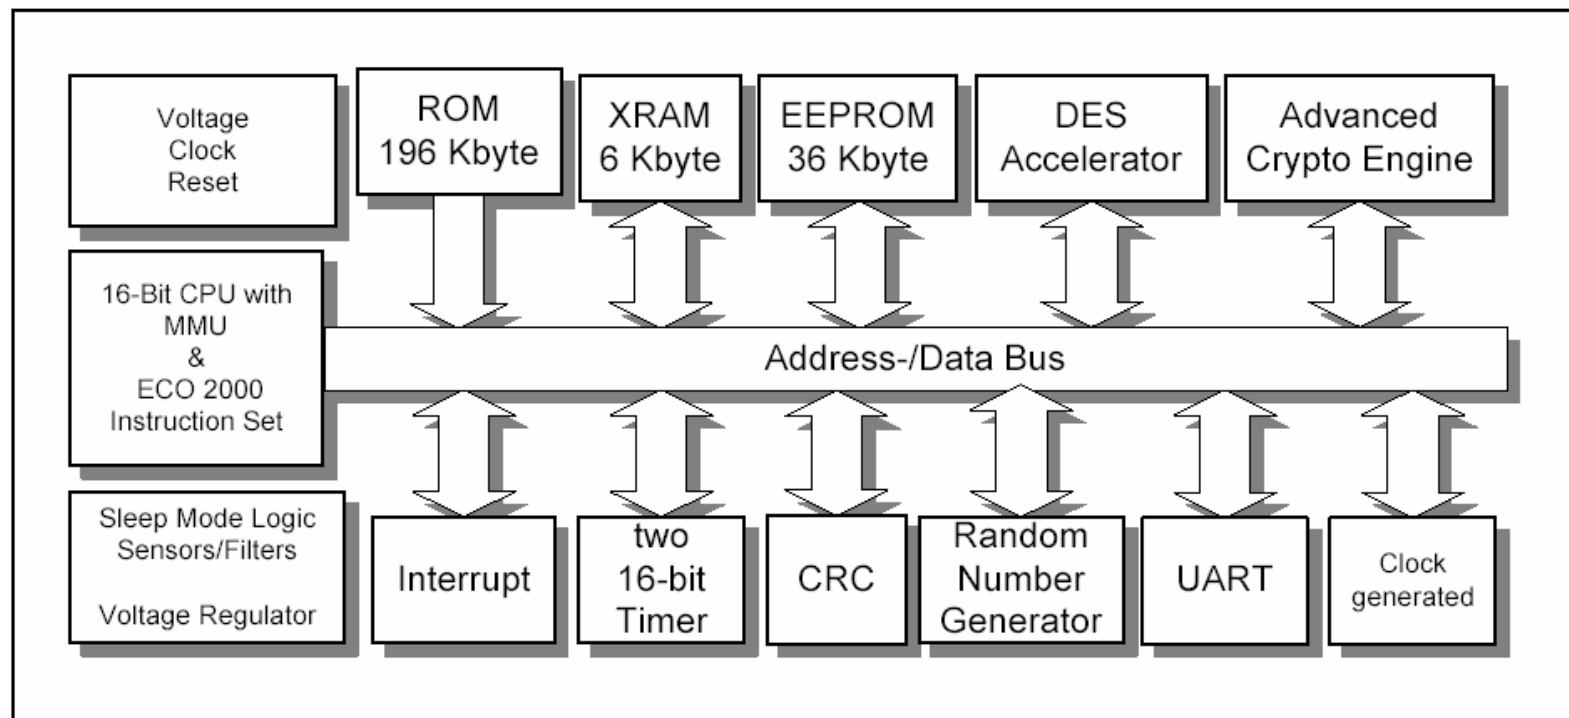 Voltage
Clock
Reset
ROM
196 Kbyte
XRAM
6 Kbyte
EEPROM
36 Kbyte
DES
Accelerator
Advanced
Crypto Engine
16-Bit CPU with
MMU
&
ECO 2000
Instruction Set
Address-/Data Bus
Sleep Mode Logic
Sensors/Filters
Voltage Regulator
Interrupt
two
16-bit
Timer
CRC
Random
Number
Generator
UART
Clock
generated